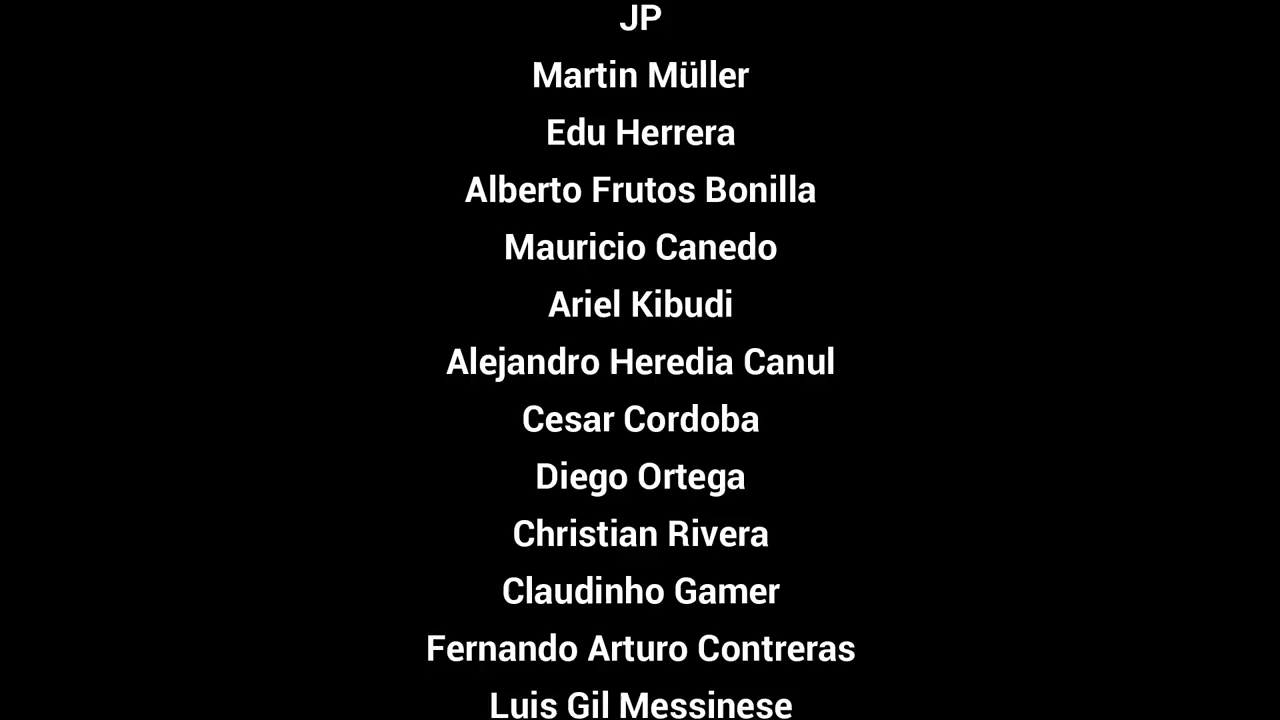 JP
Martin Müller
Edu Herrera
Alberto Frutos Bonilla
Mauricio Canedo
Ariel Kibudi
Alejandro Heredia Canul
Cesar Cordoba
Diego Ortega
Christian Rivera
Claudinho Gamer
Fernando Arturo Contreras
Luis Gil Messinese